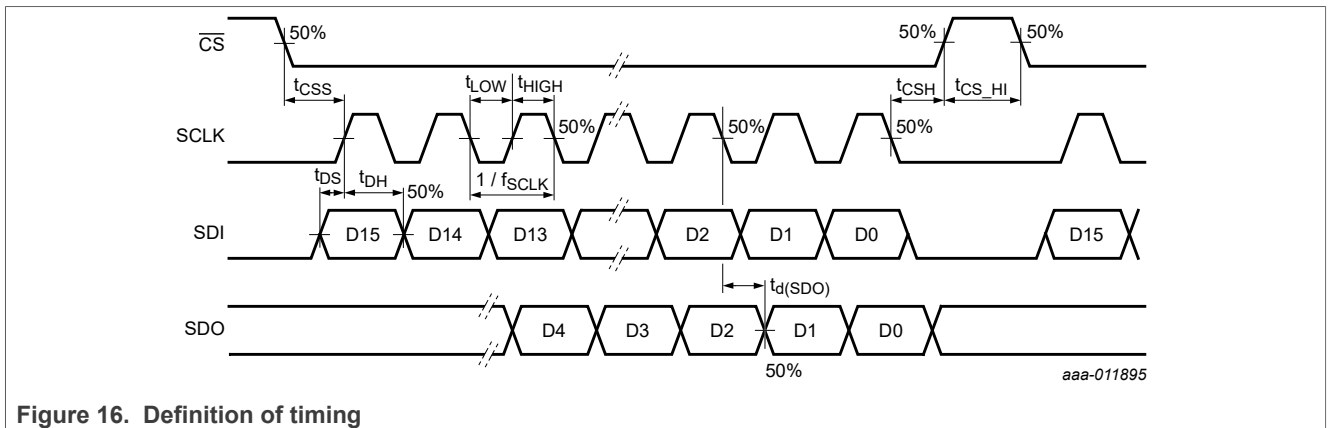 CS 50% 50% 50%
tCSS tLOW tHIGH tCSH tCS_HI
SCLK 50% 50% 50%
tDS tDH 50% 1 / fSCLK
SDI D15 D14 D13 D2 D1 D0 D15
td(SDO)
SDO D4 D3 D2 D1 D0
50%
aaa-011895
Figure 16. Definition of timing